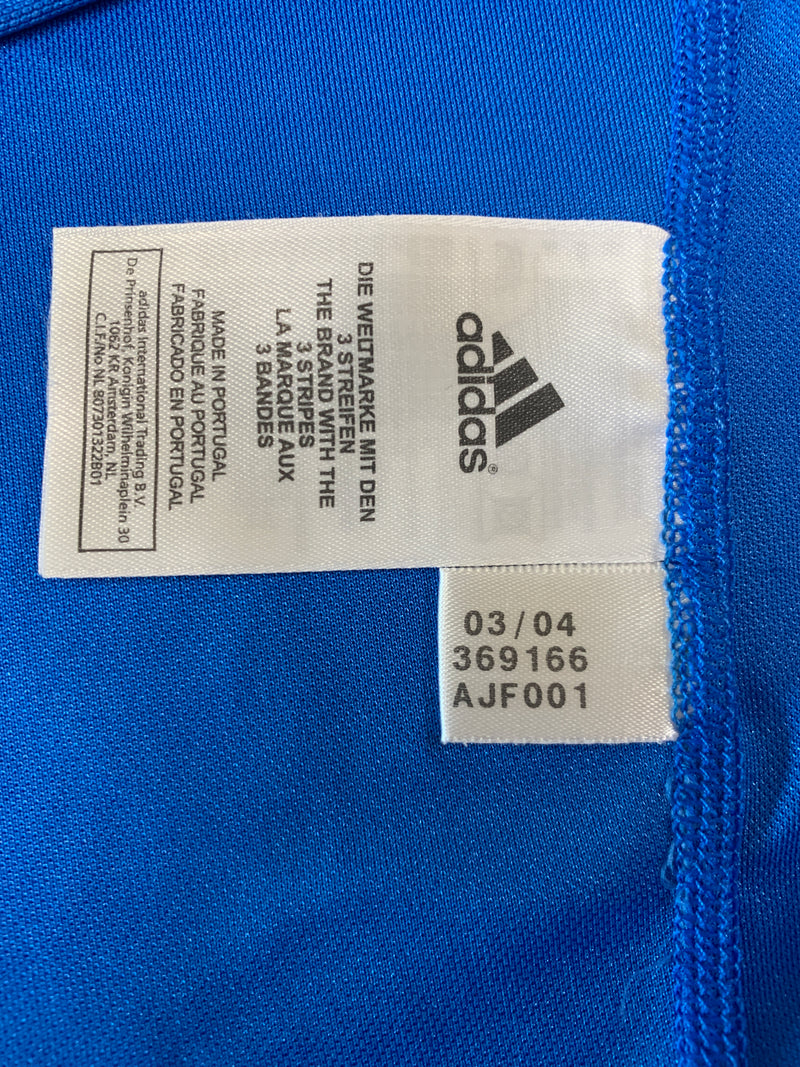 adidas®
DIE WELTMARKE MIT DEN
3 STREIFEN
THE BRAND WITH THE
3 STRIPES
LA MARQUE AUX
3 BANDES
MADE IN PORTUGAL
FABRIQUE AU PORTUGAL
FABRICADO EN PORTUGAL
adidas International Trading B.V.
De Prinsenhof, Konigin Wilhelminaplein 30
1062 KR Amsterdam, NL
C.I.F./No NL 807301322B01
03/04
369166
AJF001